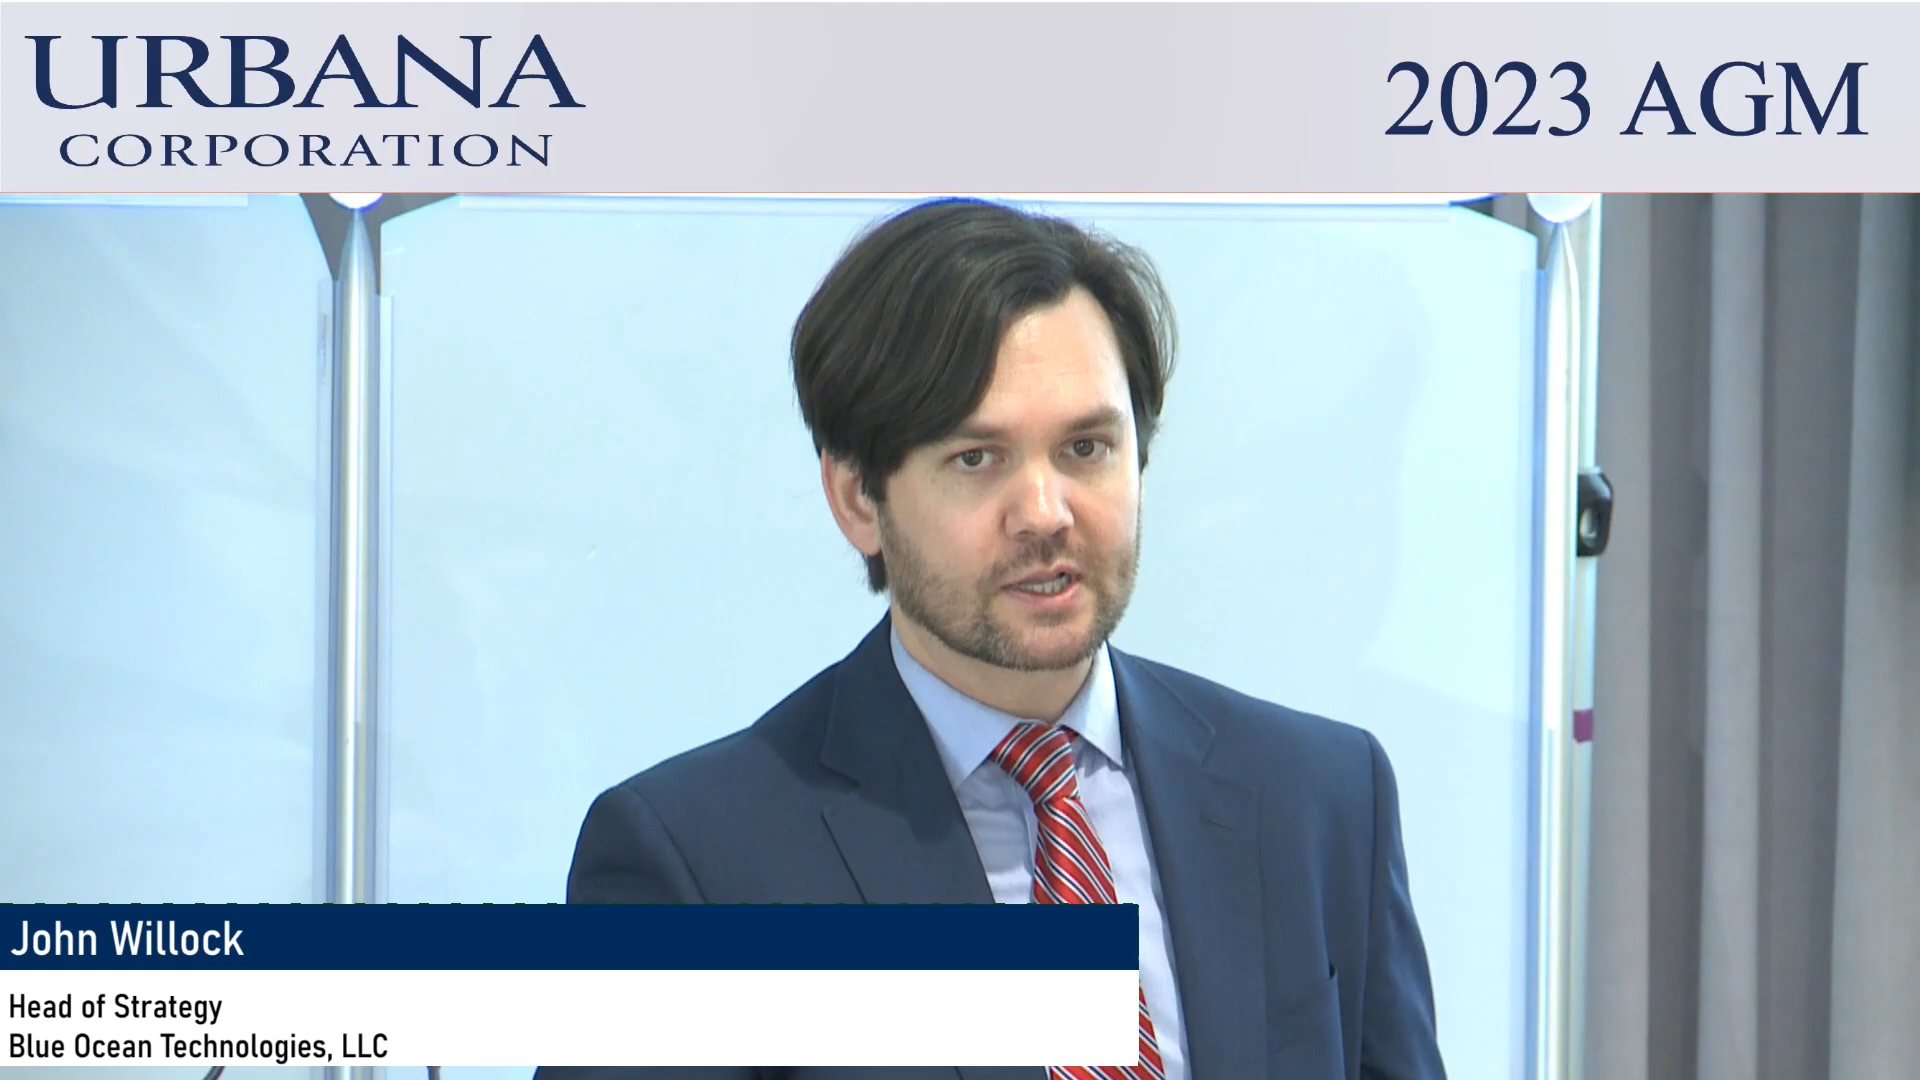 URBANA
CORPORATION
2023 AGM
John Willock
Head of Strategy
Blue Ocean Technologies, LLC